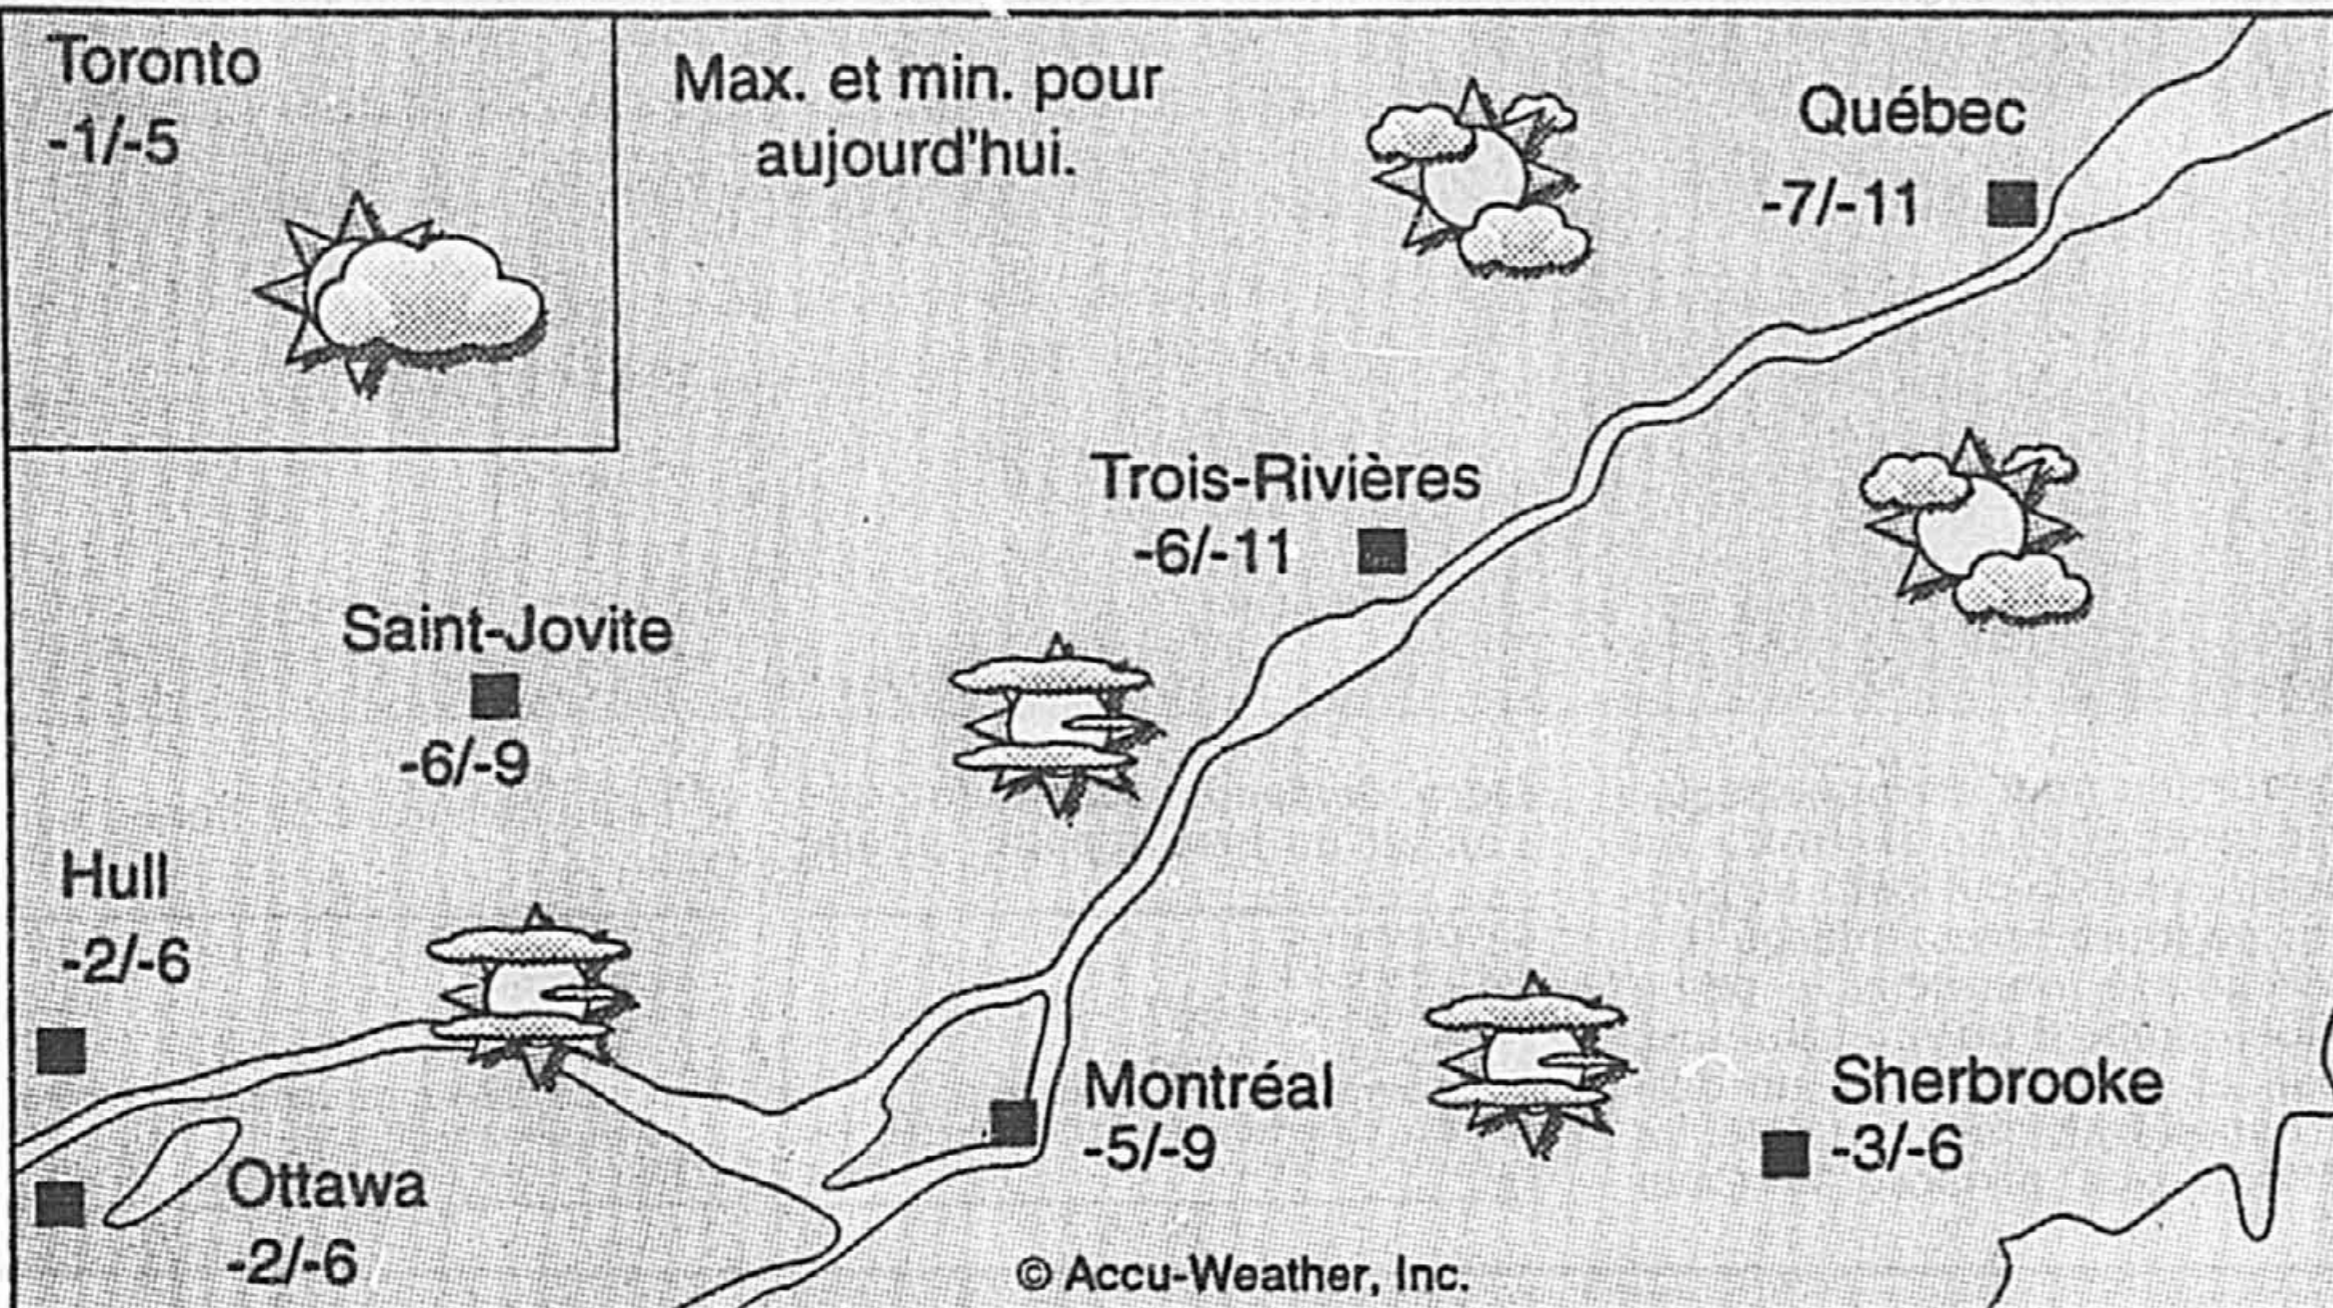 Toronto
-1/-5
Max. et min. pour
aujourd'hui.
Québec
-7/-11
Trois-Rivières
-6/-11
Saint-Jovite
-6/-9
Hull
-2/-6
Montréal
-5/-9
Sherbrooke
-3/-6
Ottawa
-2/-6
© Accu-Weather, Inc.